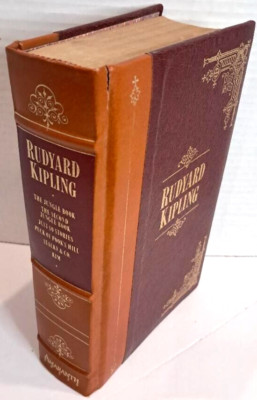 RUDYARD
KIPLING
THE JUNGLE BOOK
THE SECOND
JUNGLE BOOK
JUST SO STORIES
PUCK OF POOK'S HILL
STALKY & CO.
KIM
RUDYARD
KIPLING